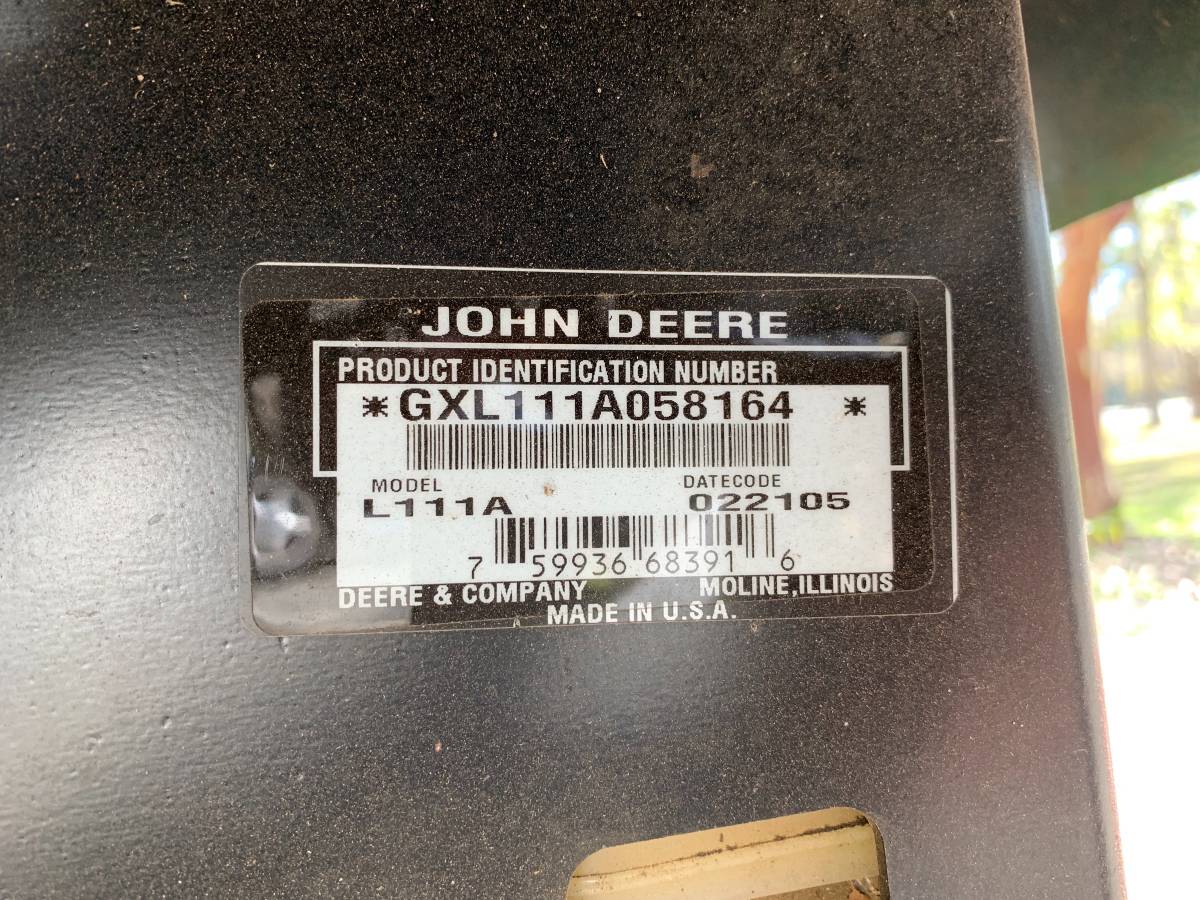 JOHN DEERE
PRODUCT IDENTIFICATION NUMBER
*GXL111A058164 *
MODEL DATECODE
L111A 022105
7 59936 68391 6
DEERE & COMPANY MOLINE, ILLINOIS
MADE IN U.S.A.